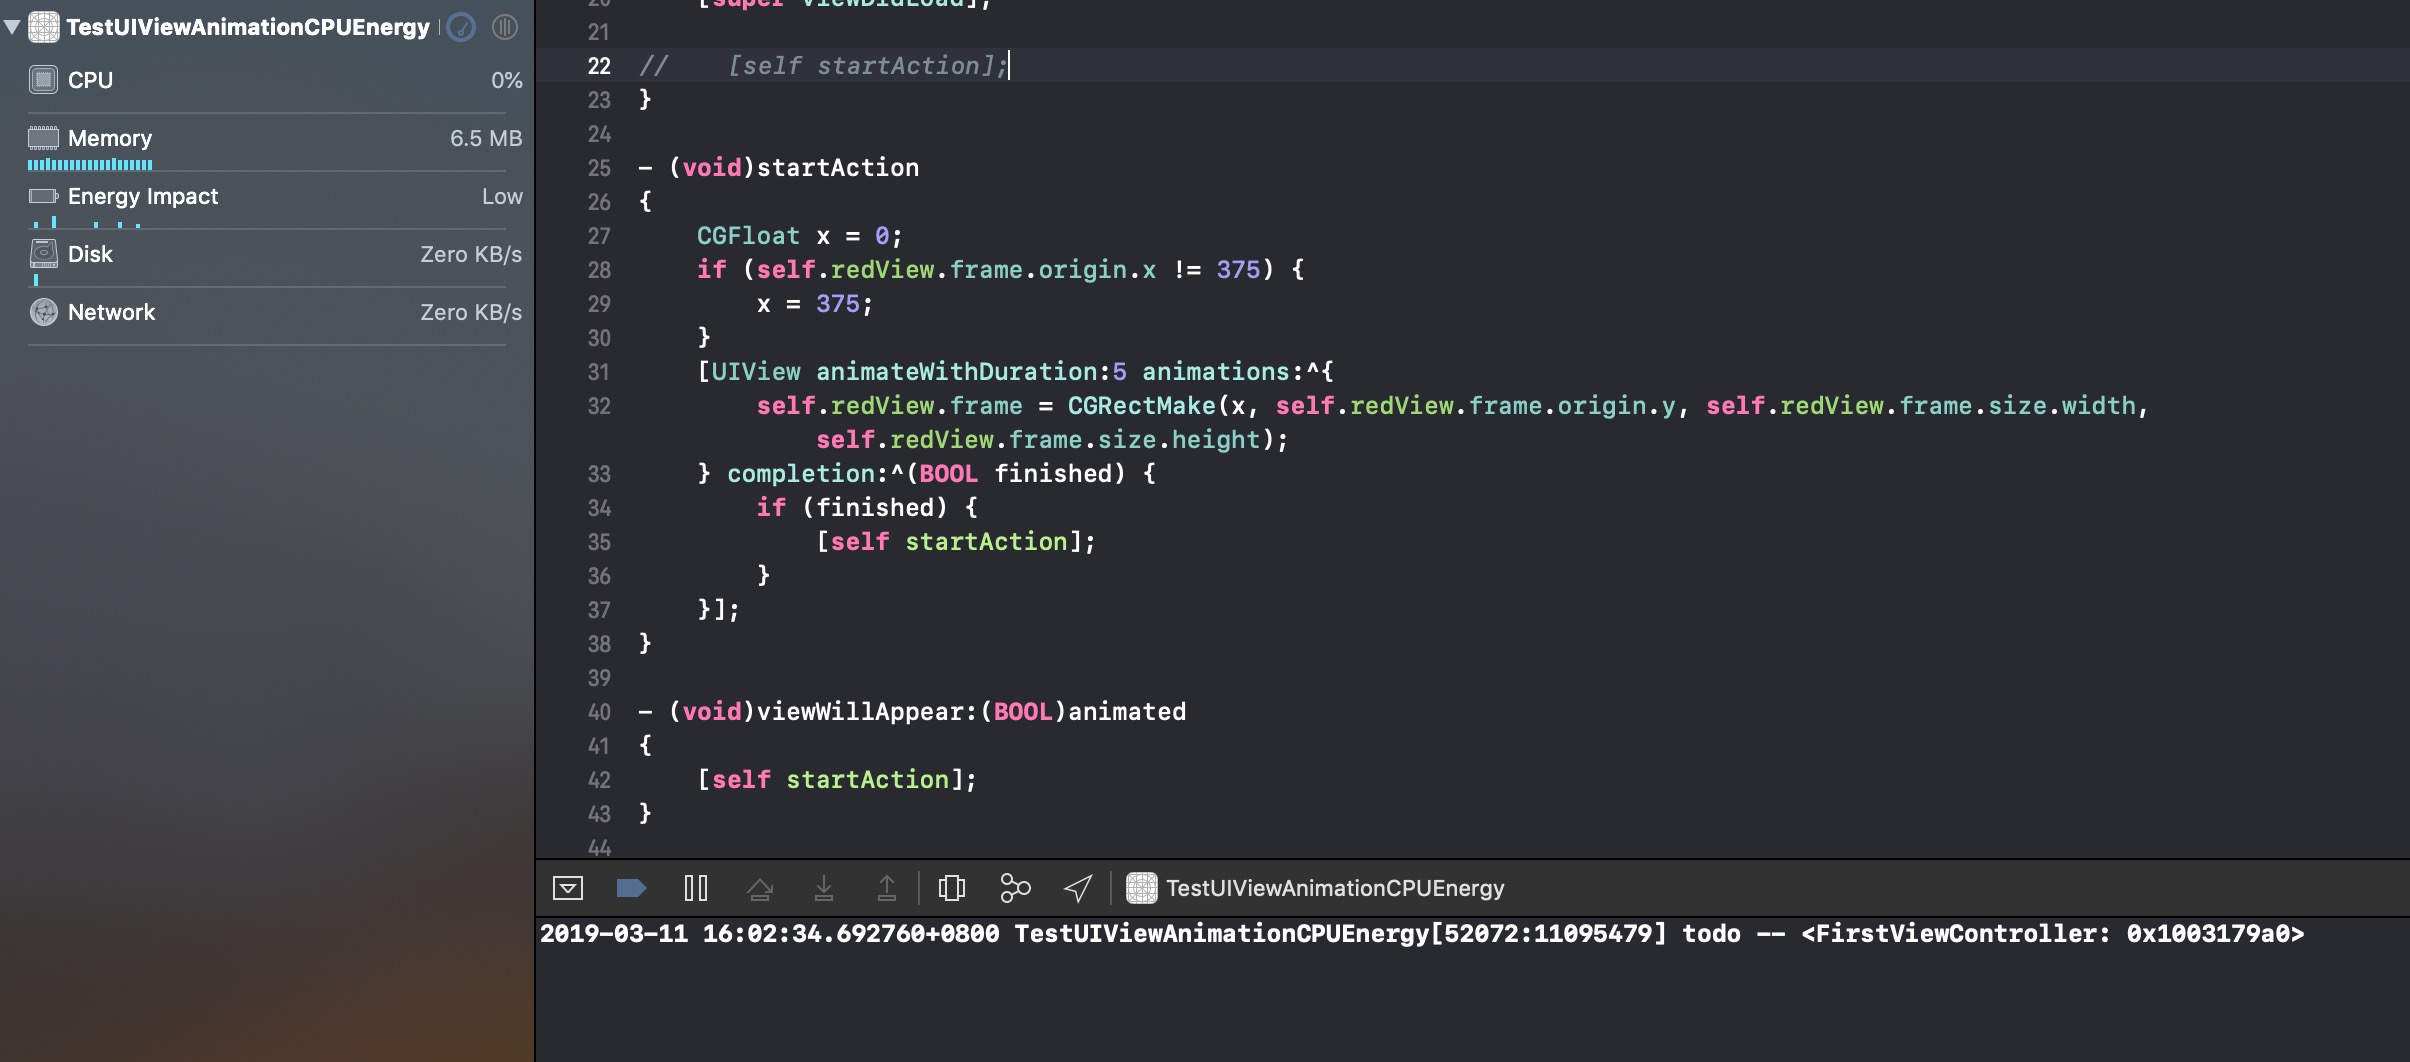 TestUIViewAnimationCPUEnergy
CPU 0%
Memory 6.5 MB
Energy Impact Low
Disk Zero KB/s
Network Zero KB/s
20 [super viewDidLoad];
21
22 //    [self startAction];
23 }
24
25 - (void)startAction
26 {
27     CGFloat x = 0;
28     if (self.redView.frame.origin.x != 375) {
29         x = 375;
30     }
31     [UIView animateWithDuration:5 animations:^{
32         self.redView.frame = CGRectMake(x, self.redView.frame.origin.y, self.redView.frame.size.width,
self.redView.frame.size.height);
33     } completion:^(BOOL finished) {
34         if (finished) {
35             [self startAction];
36         }
37     }];
38 }
39
40 - (void)viewWillAppear:(BOOL)animated
41 {
42     [self startAction];
43 }
44
TestUIViewAnimationCPUEnergy
2019-03-11 16:02:34.692760+0800 TestUIViewAnimationCPUEnergy[52072:11095479] todo -- <FirstViewController: 0x1003179a0>